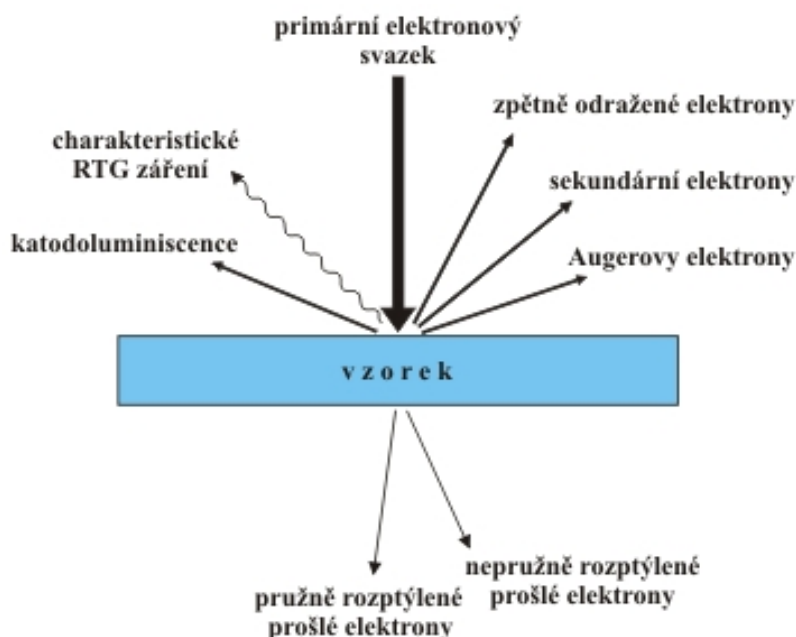 primární elektronový
svazek
zpětně odražené elektrony
charakteristické
RTG záření
sekundární elektrony
katodoluminiscence
Augerovy elektrony
vzorek
nepružně rozptýlené
prošlé elektrony
pružně rozptýlené
prošlé elektrony